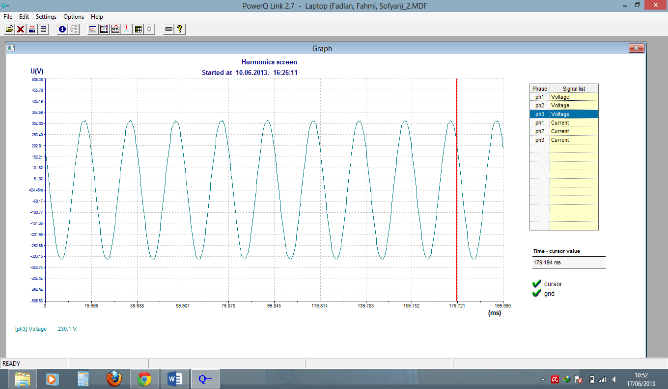 PowerQ Link 2.7 - Laptop (Fadlan, Fahmi, Sofyan)_2.MDF
File Edit Settings Options Help
Graph
Harmonics screen
Started at 10.06.2013, 16:26:11
U(V)
Phase Signal list
ph1 Voltage
ph2 Voltage
ph3 Voltage
ph1 Current
ph2 Current
ph3 Current
Time - cursor value
179.194 ms
cursor
grid
0 19.969 39.938 59.907 79.876 99.845 119.814 139.783 159.752 179.721 199.690
(ms)
[ph3] Voltage 230.1 V
READY
10:52
17/06/2013